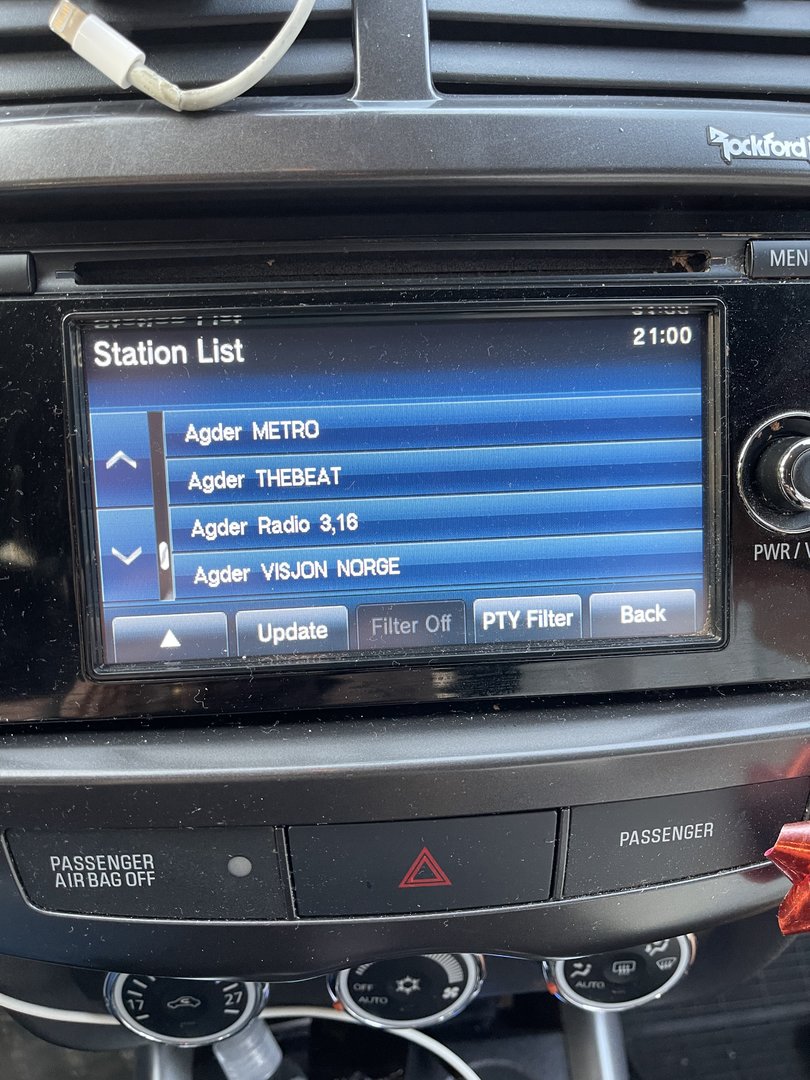 Rockford
MEN
Station List
21:00
Agder METRO
Agder THEBEAT
Agder Radio 3,16
Agder VISJON NORGE
▲
Update
Filter Off
PTY Filter
Back
PWR / V
PASSENGER
AIR BAG OFF
PASSENGER
17
27
OFF
AUTO
AUTO